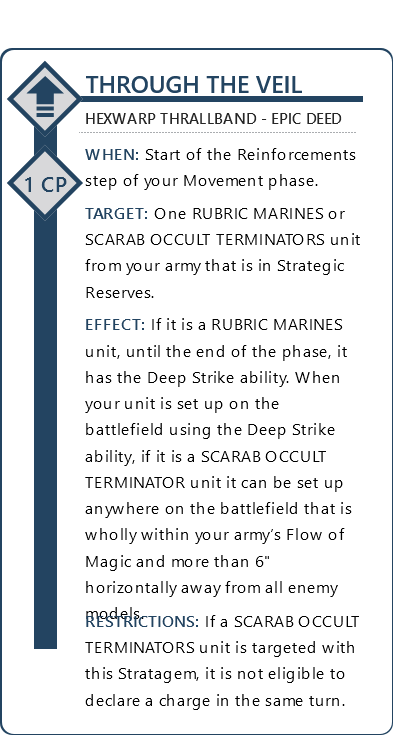 THROUGH THE VEIL
HEXWARP THRALLBAND - EPIC DEED
1 CP
WHEN: Start of the Reinforcements
step of your Movement phase.
TARGET: One RUBRIC MARINES or
SCARAB OCCULT TERMINATORS unit
from your army that is in Strategic
Reserves.
EFFECT: If it is a RUBRIC MARINES
unit, until the end of the phase, it
has the Deep Strike ability. When
your unit is set up on the
battlefield using the Deep Strike
ability, if it is a SCARAB OCCULT
TERMINATOR unit it can be set up
anywhere on the battlefield that is
wholly within your army’s Flow of
Magic and more than 6"
horizontally away from all enemy
models.
RESTRICTIONS: If a SCARAB OCCULT
TERMINATORS unit is targeted with
this Stratagem, it is not eligible to
declare a charge in the same turn.